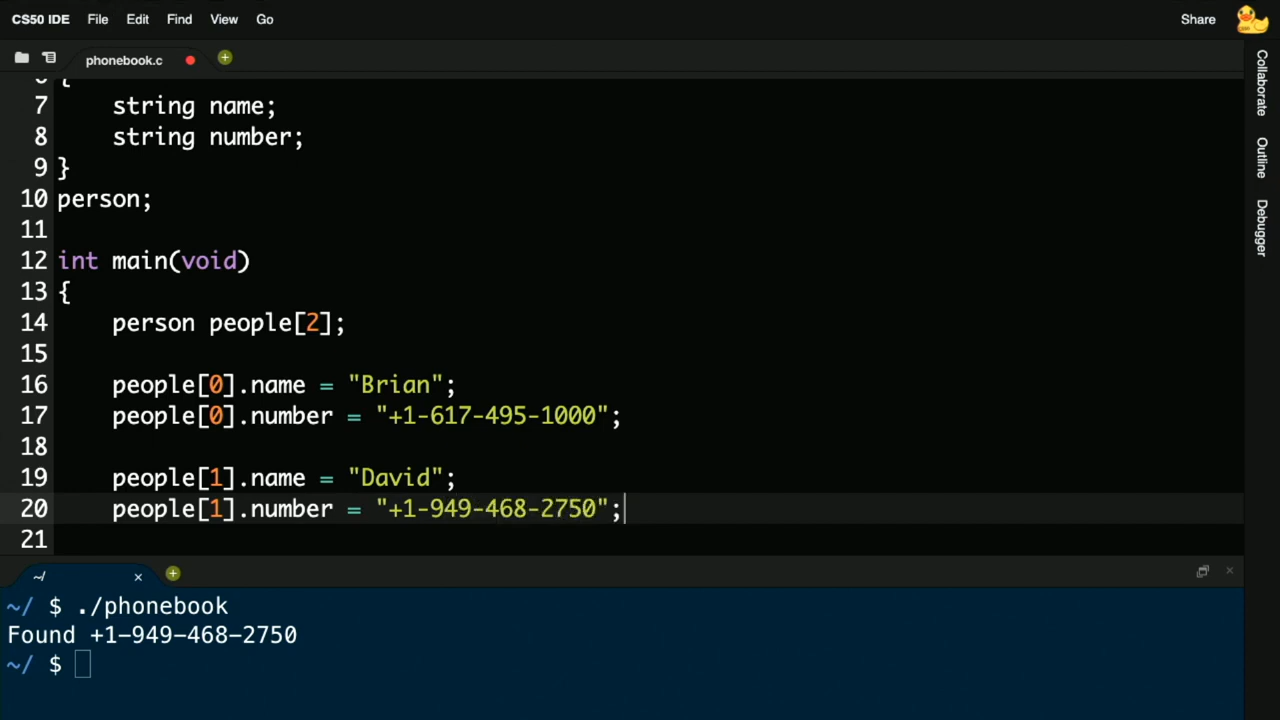 CS50 IDE File Edit Find View Go Share
phonebook.c
{
7 string name;
8 string number;
9 }
10 person;
11
12 int main(void)
13 {
14 person people[2];
15
16 people[0].name = "Brian";
17 people[0].number = "+1-617-495-1000";
18
19 people[1].name = "David";
20 people[1].number = "+1-949-468-2750";
21
~/
~/ $ ./phonebook
Found +1-949-468-2750
~/ $
Collaborate
Outline
Debugger